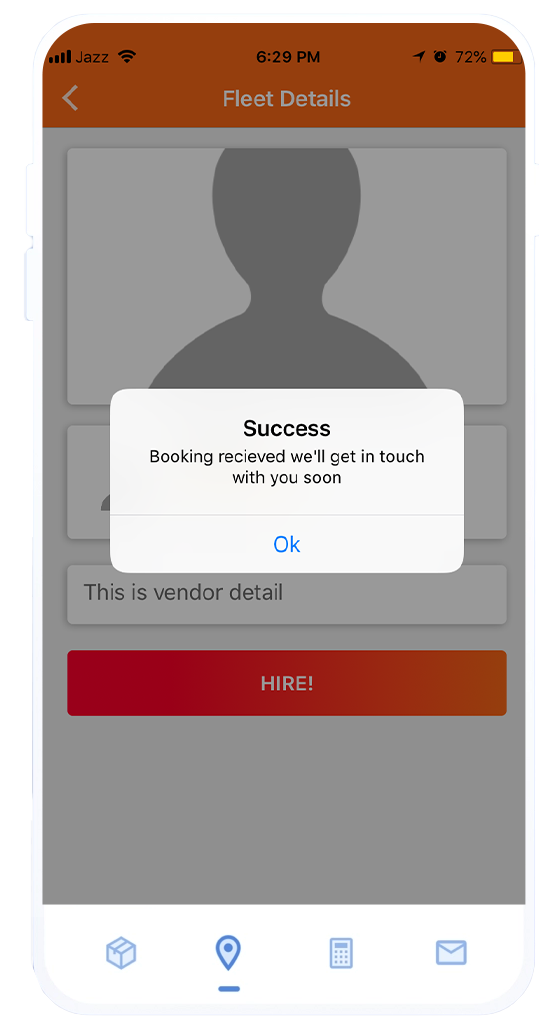 Jazz 6:29 PM 72%
Fleet Details
Success
Booking recieved we'll get in touch
with you soon
Ok
This is vendor detail
HIRE!